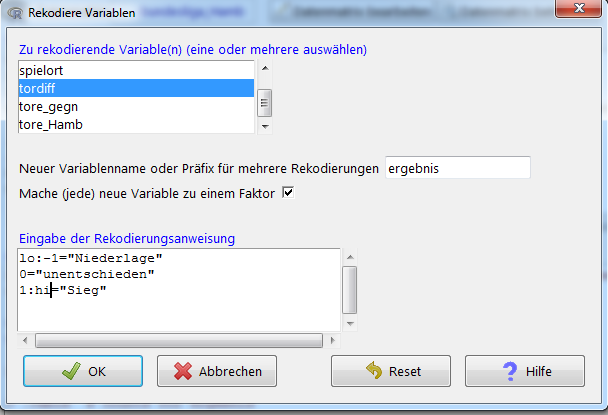 Rekodiere Variablen
Zu rekodierende Variable(n) (eine oder mehrere auswählen)
spielort
tordiff
tore_gegn
tore_Hamb
Neuer Variablenname oder Präfix für mehrere Rekodierungen ergebnis
Mache (jede) neue Variable zu einem Faktor
Eingabe der Rekodierungsanweisung
lo:-1="Niederlage"
0="unentschieden"
1:hi="Sieg"
OK Abbrechen Reset Hilfe